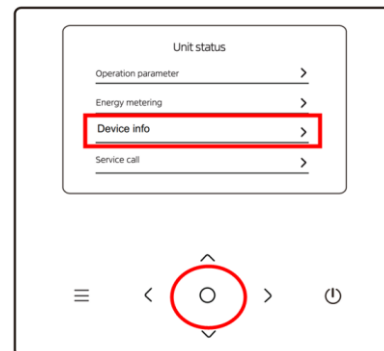 Unit status
Operation parameter
Energy metering
Device info
Service call